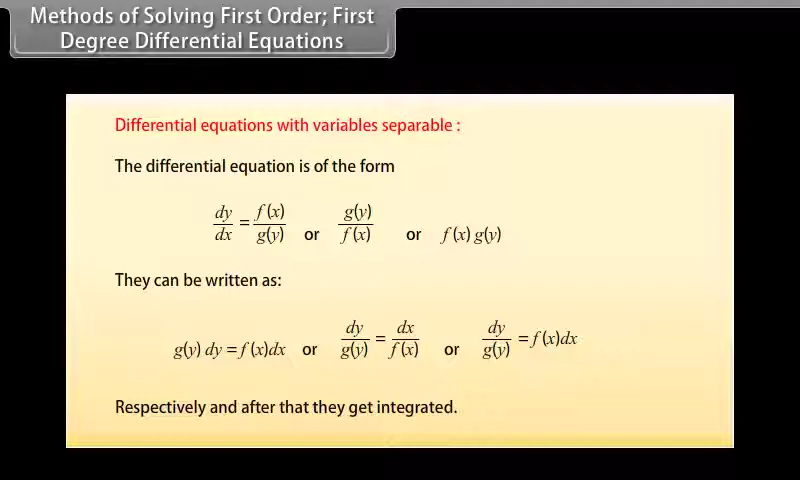 Methods of Solving First Order; First
Degree Differential Equations
Differential equations with variables separable :
The differential equation is of the form
dy/dx = f(x)/g(y) or g(y)/f(x) or f(x) g(y)
They can be written as:
g(y) dy = f(x)dx or dy/g(y) = dx/f(x) or dy/g(y) = f(x)dx
Respectively and after that they get integrated.